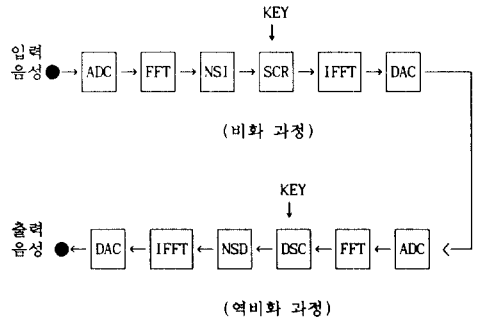 KEY
입력
음성
ADC FFT NSI SCR IFFT DAC
(비화 과정)
KEY
출력
음성
DAC IFFT NSD DSC FFT ADC
(역비화 과정)